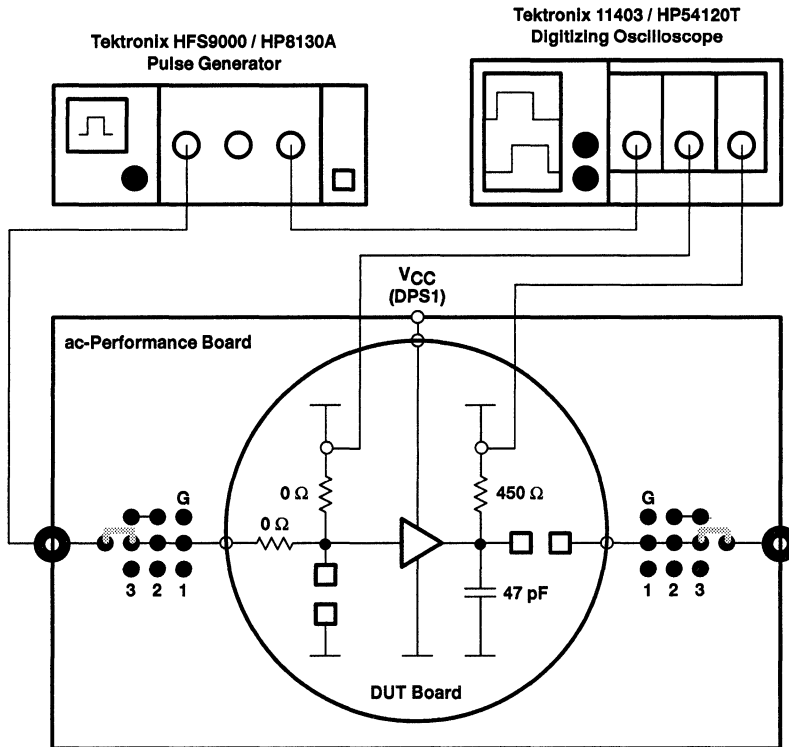 Tektronix HFS9000 / HP8130A
Pulse Generator
Tektronix 11403 / HP54120T
Digitizing Oscilloscope
VCC
(DPS1)
ac-Performance Board
0 Ω
450 Ω
G
G
0 Ω
3 2 1
47 pF
1 2 3
DUT Board